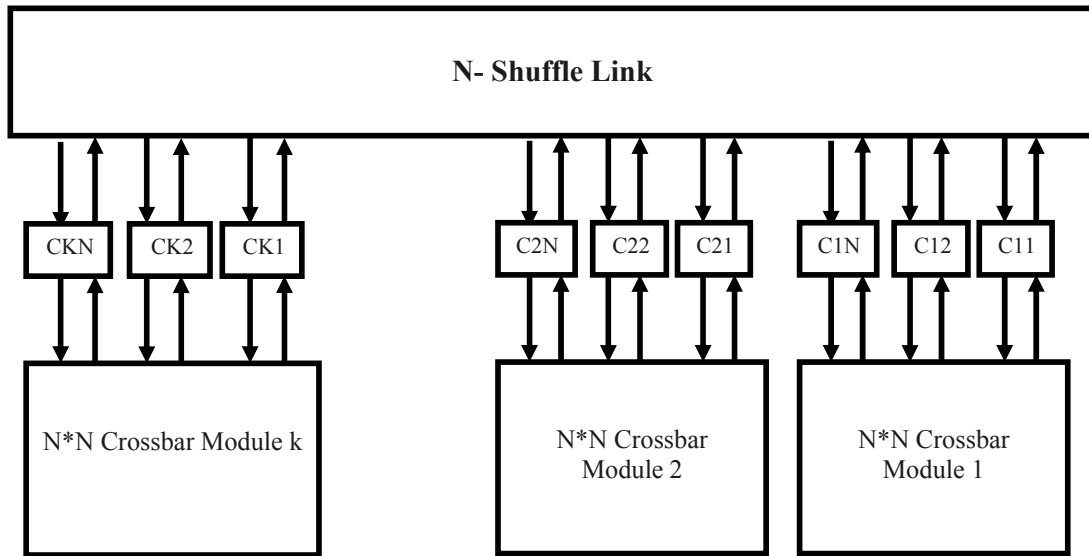 N- Shuffle Link
CKN
CK2
CK1
C2N
C22
C21
C1N
C12
C11
N*N Crossbar Module k
N*N Crossbar
Module 2
N*N Crossbar
Module 1